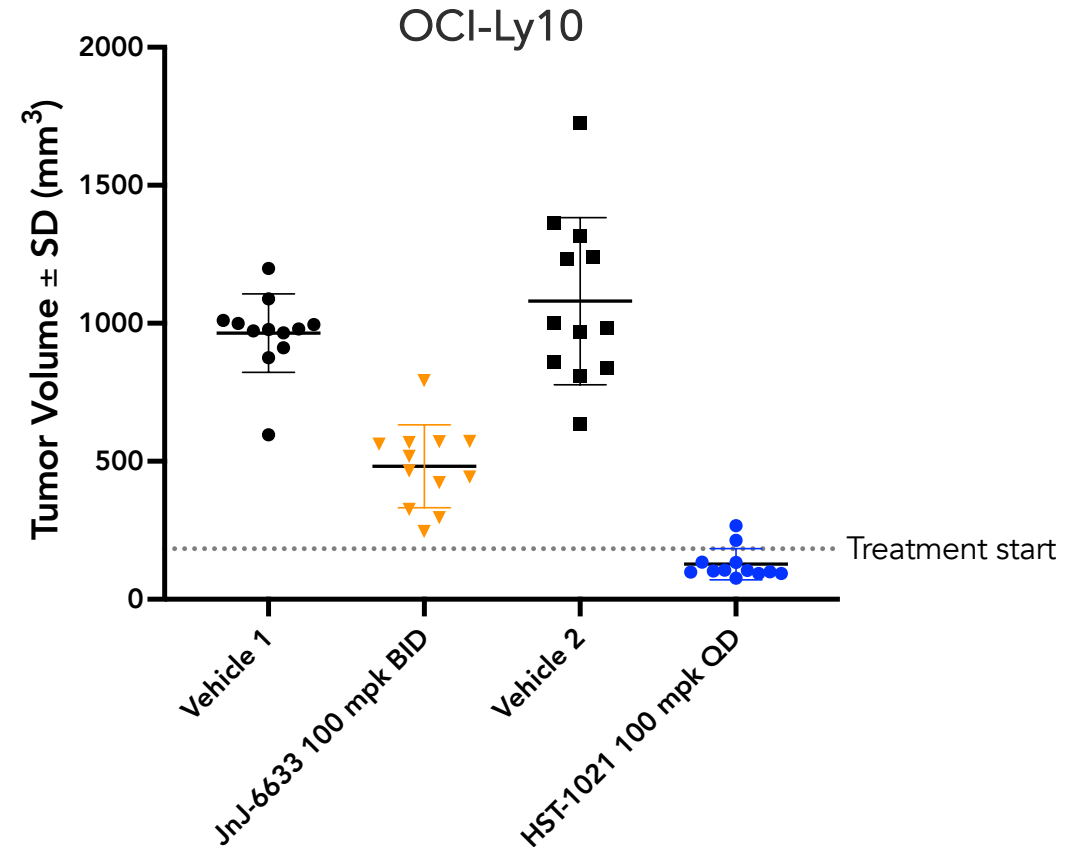 OCI-Ly10
Tumor Volume ± SD (mm³)
2000
1500
1000
500
0
Treatment start
Vehicle 1
JnJ-6633 100 mpk BID
Vehicle 2
HST-1021 100 mpk QD